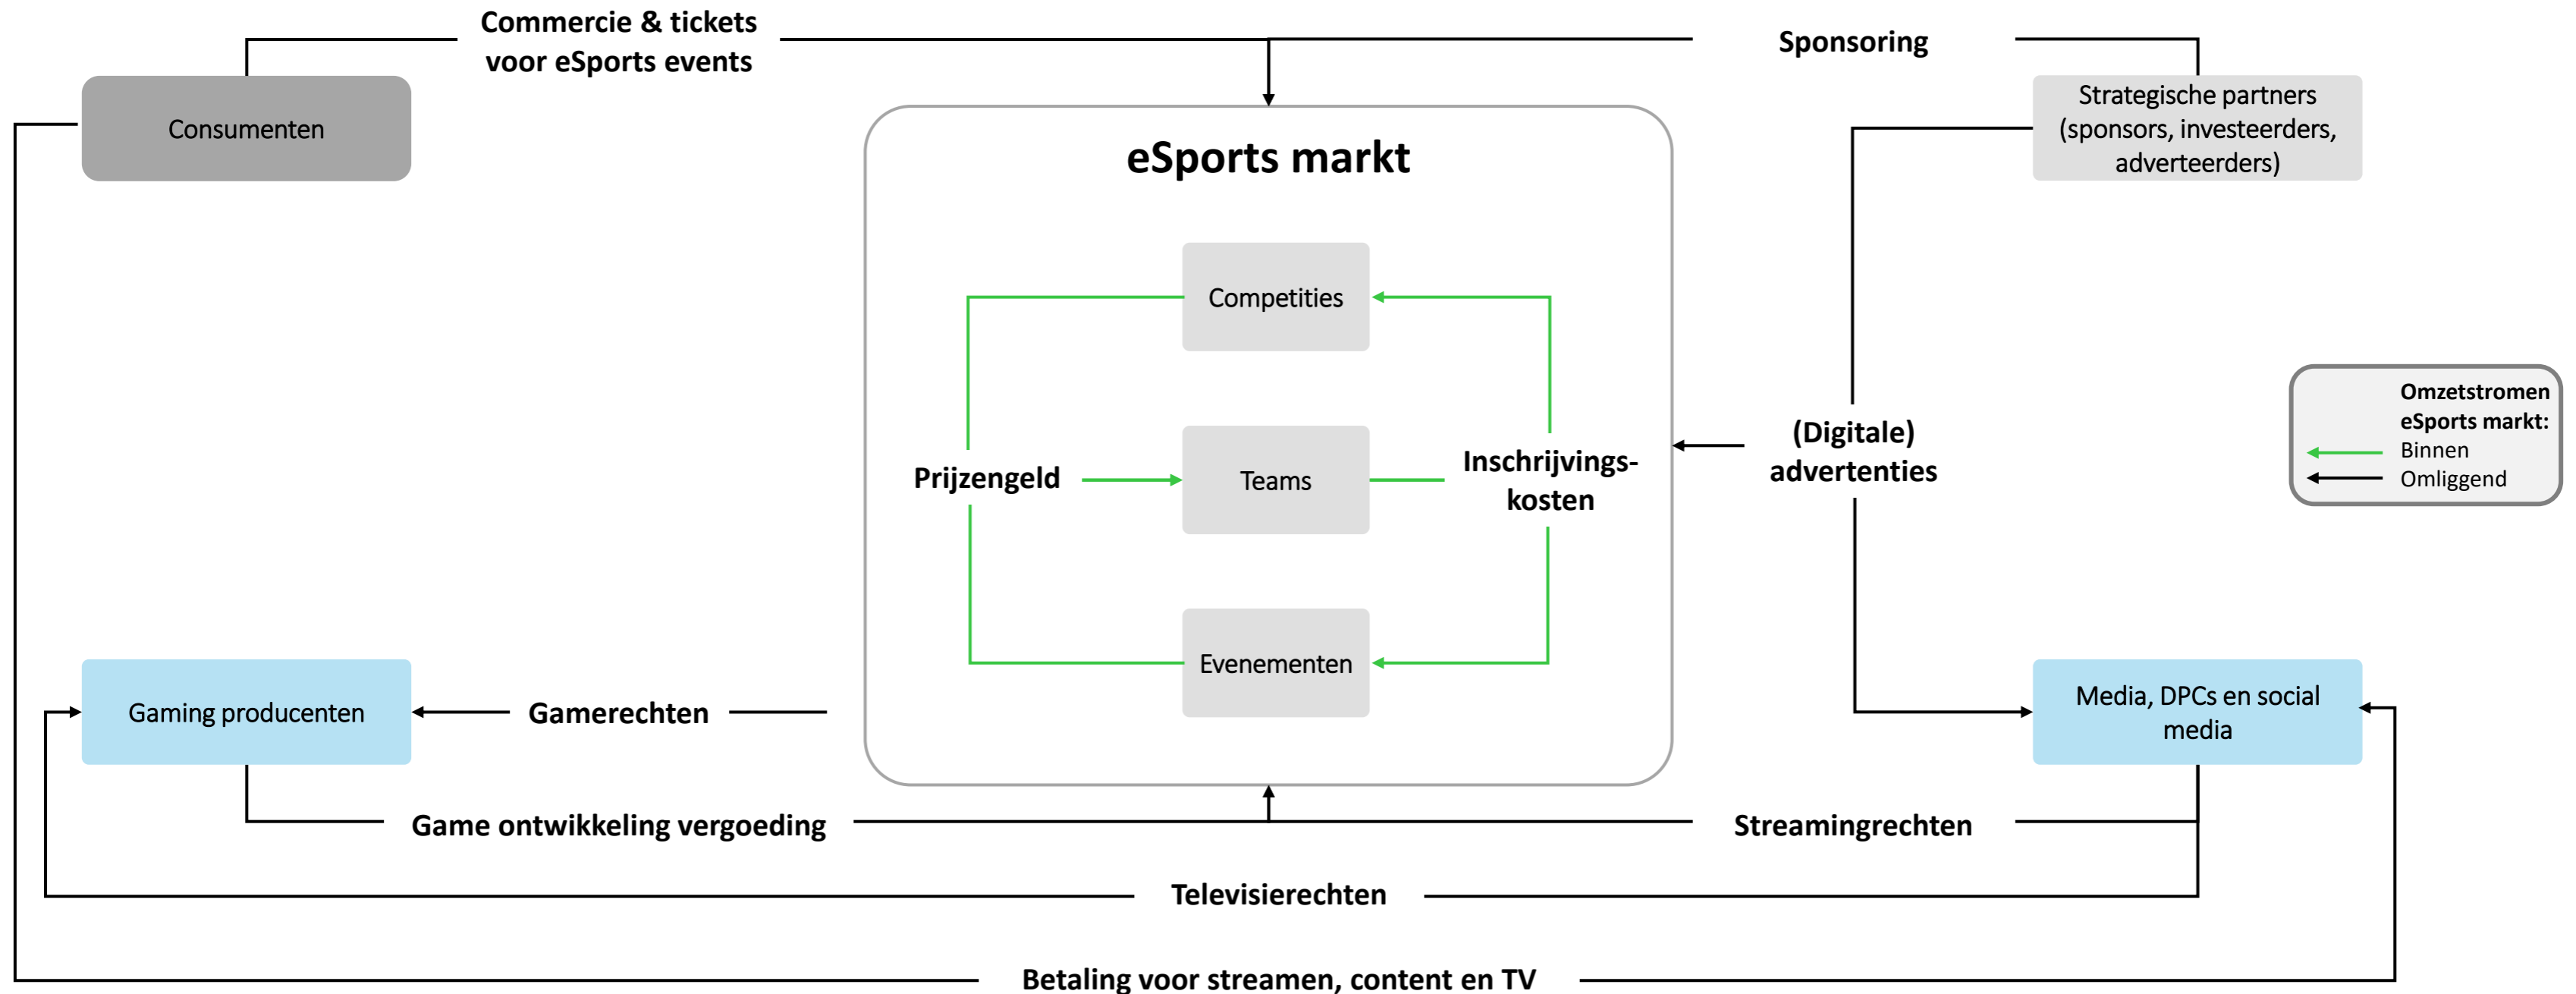 Commercie & tickets
voor eSports events
Sponsoring
Consumenten
Strategische partners
(sponsors, investeerders,
adverteerders)
eSports markt
Competities
Teams
Evenementen
Prijzengeld
Inschrijvings-
kosten
(Digitale)
advertenties
Omzetstromen
eSports markt:
Binnen
Omliggend
Gaming producenten
Gamerechten
Media, DPCs en social
media
Game ontwikkeling vergoeding
Streamingrechten
Televisierechten
Betaling voor streamen, content en TV